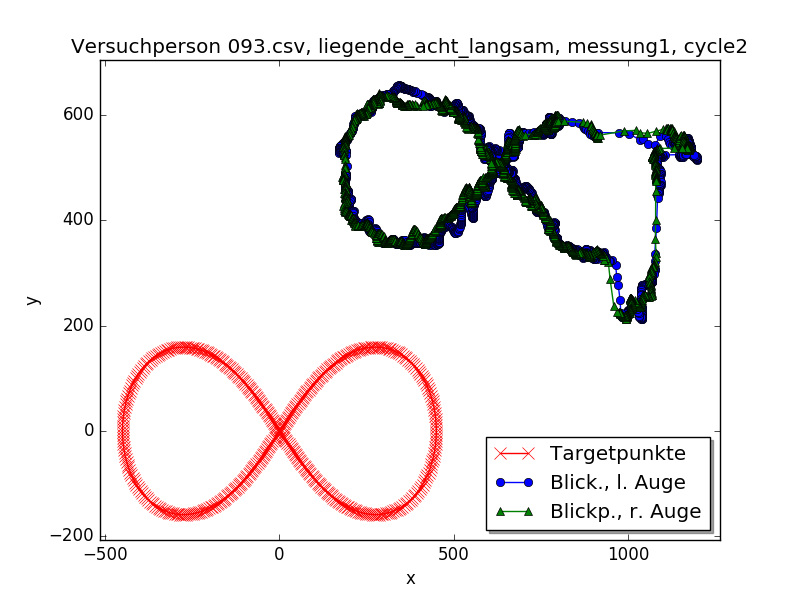 Versuchperson 093.csv, liegende_acht_langsam, messung1, cycle2
600
400
200
0
−200
y
−500
0
500
1000
x
Targetpunkte
Blick., l. Auge
Blickp., r. Auge